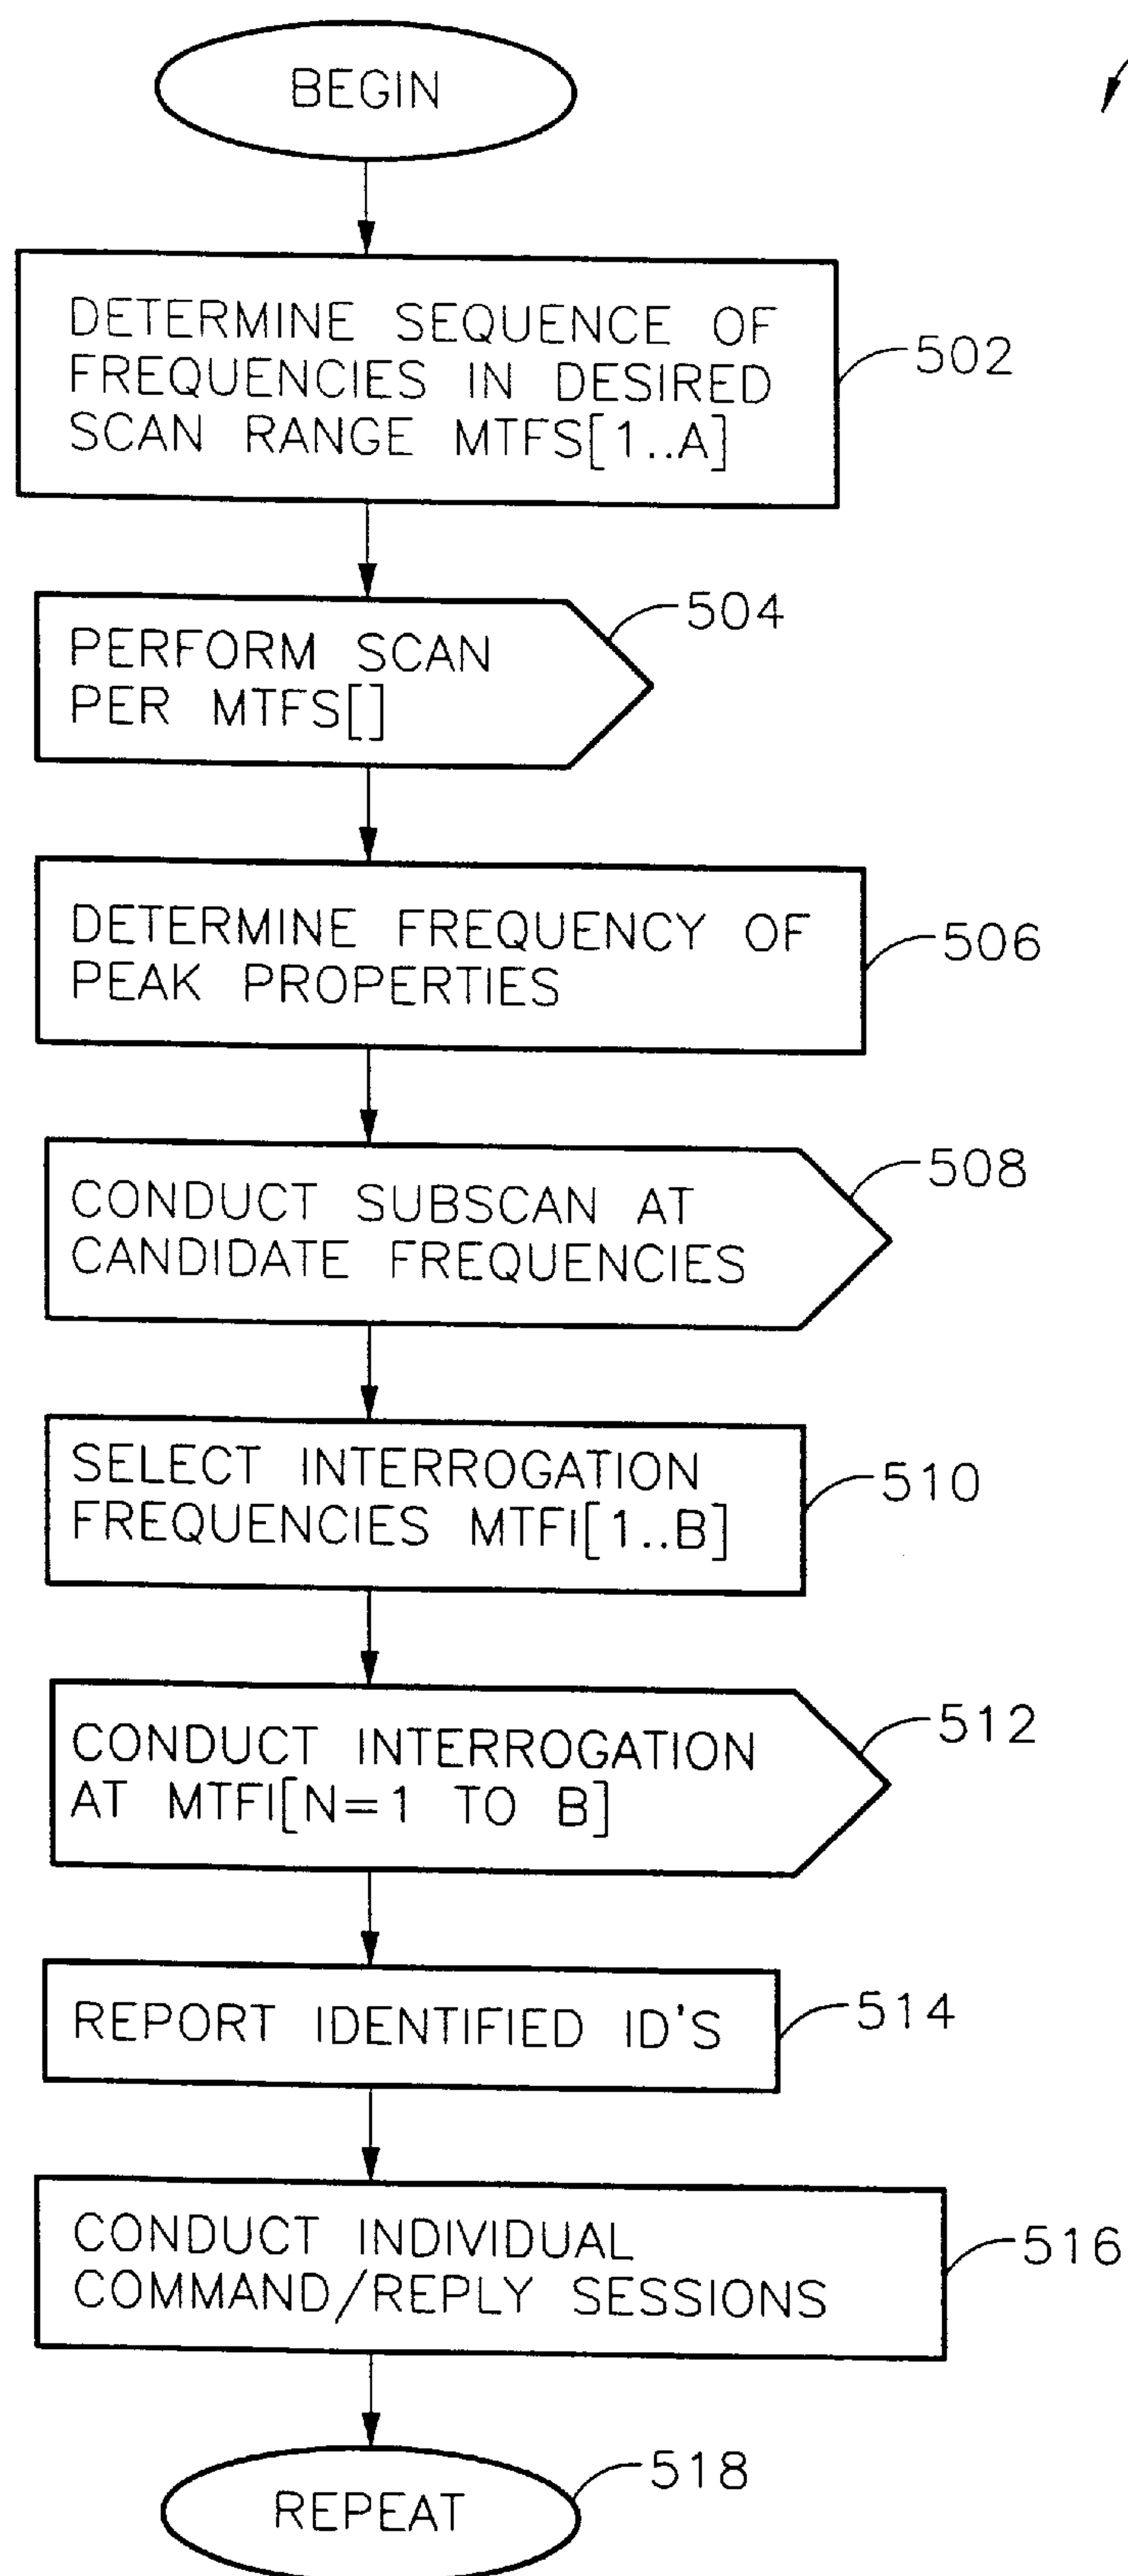 BEGIN
DETERMINE SEQUENCE OF
FREQUENCIES IN DESIRED
SCAN RANGE MTFS[1..A]
502
PERFORM SCAN
PER MTFS[]
504
DETERMINE FREQUENCY OF
PEAK PROPERTIES
506
CONDUCT SUBSCAN AT
CANDIDATE FREQUENCIES
508
SELECT INTERROGATION
FREQUENCIES MTFI[1..B]
510
CONDUCT INTERROGATION
AT MTFI[N=1 TO B]
512
REPORT IDENTIFIED ID'S
514
CONDUCT INDIVIDUAL
COMMAND/REPLY SESSIONS
516
REPEAT
518